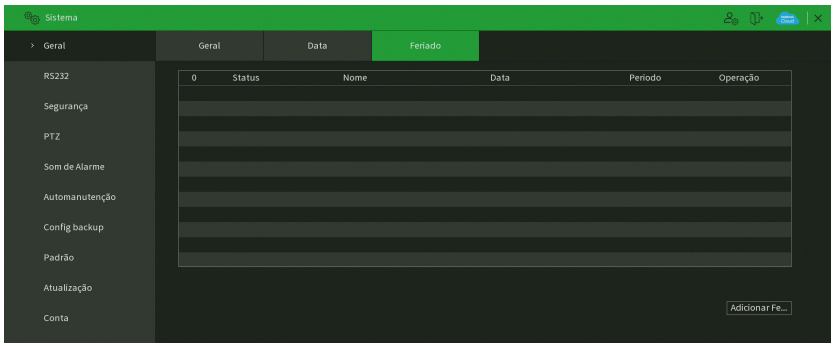 Sistema
> Geral
Geral
Data
Feriado
RS232
0 Status Nome Data Período Operação
Segurança
PTZ
Som de Alarme
Automanutenção
Config backup
Padrão
Atualização
Adicionar Fe...
Conta